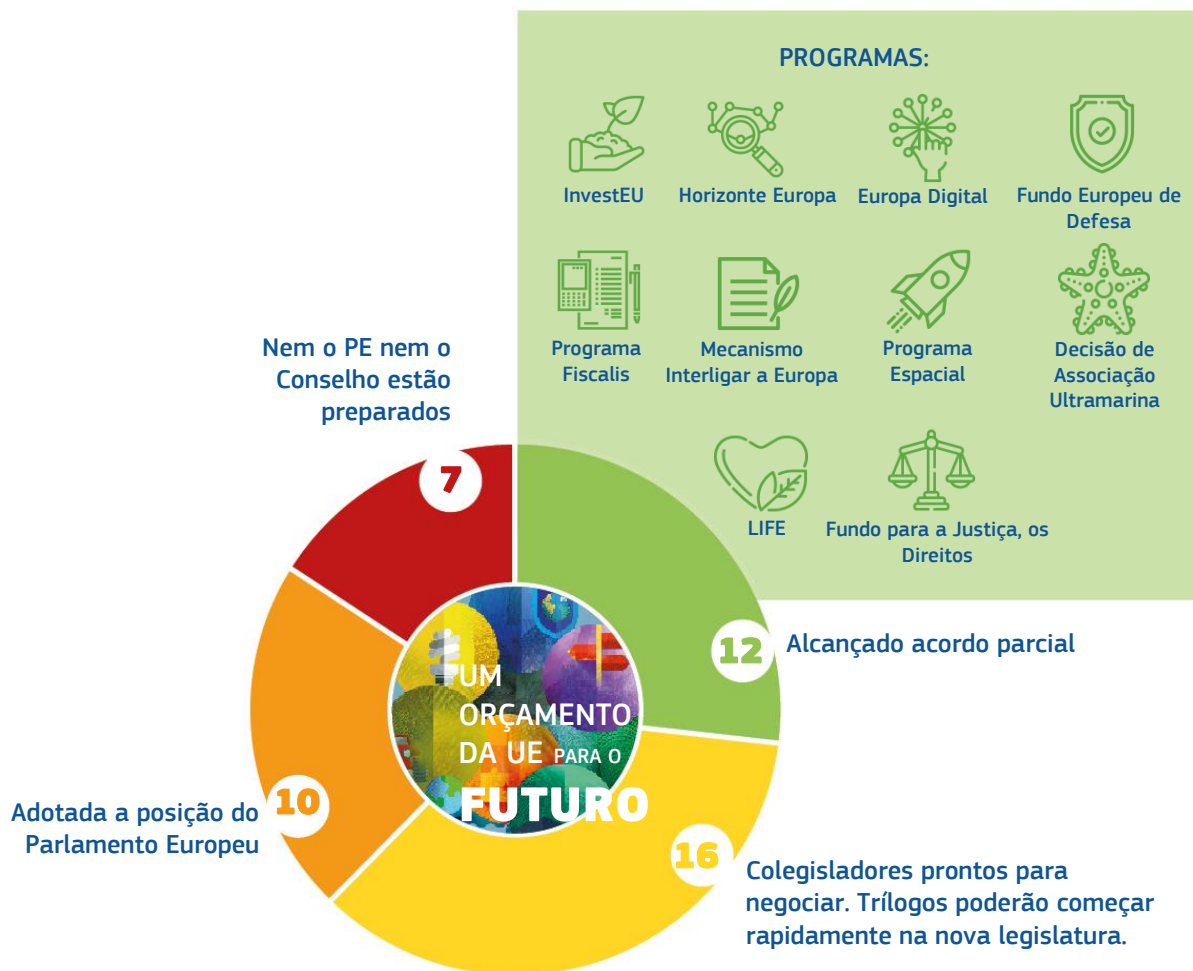 PROGRAMAS:
InvestEU
Horizonte Europa
Europa Digital
Fundo Europeu de
Defesa
Programa
Fiscalis
Mecanismo
Interligar a Europa
Programa
Espacial
Decisão de
Associação
Ultramarina
LIFE
Fundo para a Justiça, os
Direitos
Nem o PE nem o
Conselho estão
preparados
7
12
Alcançado acordo parcial
UM
ORÇAMENTO
DA UE PARA O
FUTURO
Adotada a posição do
Parlamento Europeu
10
16
Colegisladores prontos para
negociar. Trílogos poderão começar
rapidamente na nova legislatura.